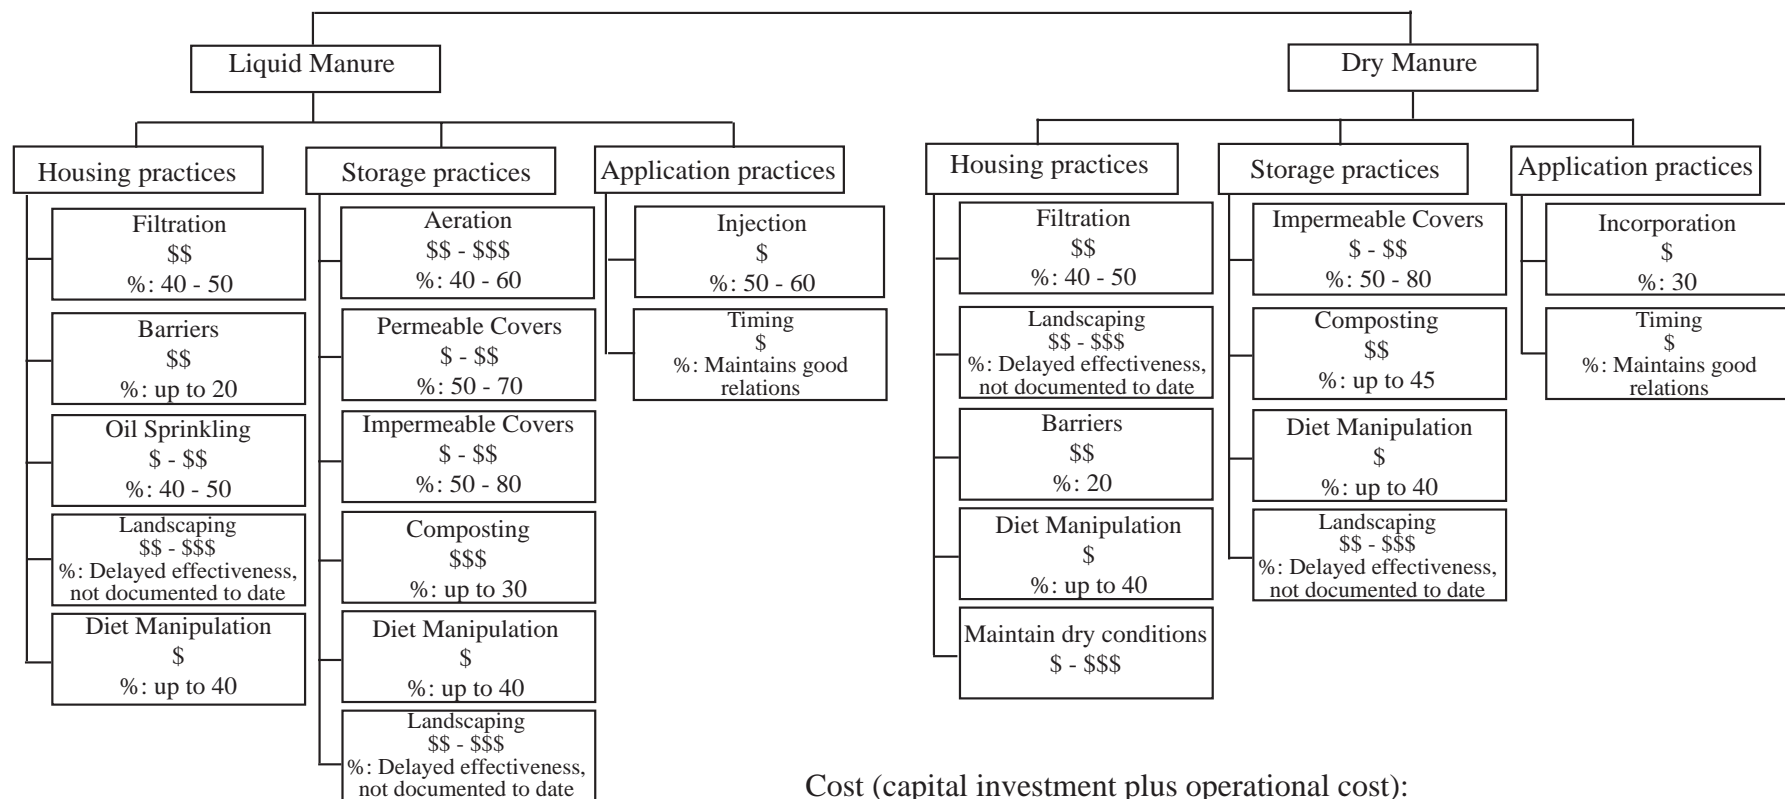 Liquid Manure
Housing practices
Filtration
$$
%: 40 - 50
Barriers
$$
%: up to 20
Oil Sprinkling
$ - $$
%: 40 - 50
Landscaping
$$ - $$$
%: Delayed effectiveness,
not documented to date
Diet Manipulation
$
%: up to 40
Storage practices
Aeration
$$ - $$$
%: 40 - 60
Permeable Covers
$ - $$
%: 50 - 70
Impermeable Covers
$ - $$
%: 50 - 80
Composting
$$$
%: up to 30
Diet Manipulation
$
%: up to 40
Landscaping
$$ - $$$
%: Delayed effectiveness,
not documented to date
Application practices
Injection
$
%: 50 - 60
Timing
$
%: Maintains good
relations
Dry Manure
Housing practices
Filtration
$$
%: 40 - 50
Landscaping
$$ - $$$
%: Delayed effectiveness,
not documented to date
Barriers
$$
%: 20
Diet Manipulation
$
%: up to 40
Maintain dry conditions
$ - $$$
Storage practices
Impermeable Covers
$ - $$
%: 50 - 80
Composting
$$
%: up to 45
Diet Manipulation
$
%: up to 40
Landscaping
$$ - $$$
%: Delayed effectiveness,
not documented to date
Application practices
Incorporation
$
%: 30
Timing
$
%: Maintains good
relations
Cost (capital investment plus operational cost):